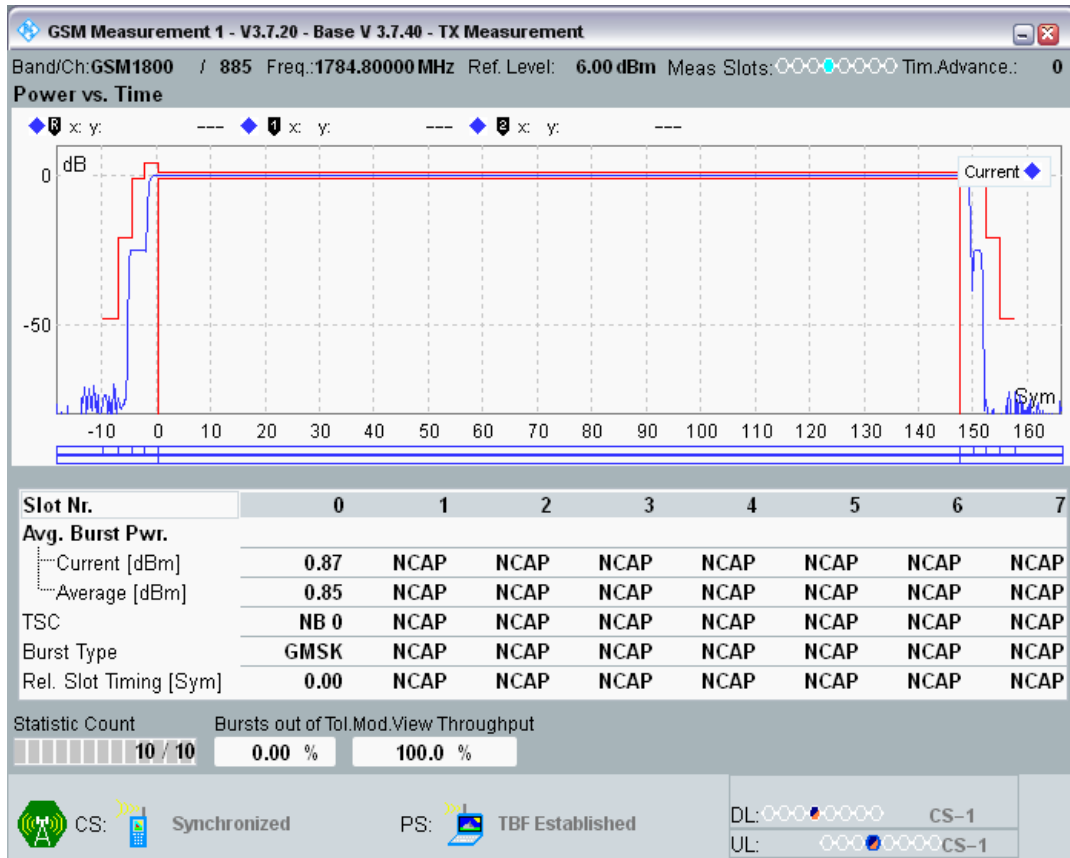 GSM Measurement 1 - V3.7.20 - Base V 3.7.40 - TX Measurement
Band/Ch:GSM1800 / 885 Freq.:1784.80000 MHz Ref. Level: 6.00 dBm Meas Slots: Tim.Advance.: 0
Power vs. Time
R x: y: --- 1 x: y: --- 2 x: y: ---
dB
0
Current
-50
Sym
-10 0 10 20 30 40 50 60 70 80 90 100 110 120 130 140 150 160
Slot Nr. 0 1 2 3 4 5 6 7
Avg. Burst Pwr.
Current [dBm] 0.87 NCAP NCAP NCAP NCAP NCAP NCAP NCAP
Average [dBm] 0.85 NCAP NCAP NCAP NCAP NCAP NCAP NCAP
TSC NB 0 NCAP NCAP NCAP NCAP NCAP NCAP NCAP
Burst Type GMSK NCAP NCAP NCAP NCAP NCAP NCAP NCAP
Rel. Slot Timing [Sym] 0.00 NCAP NCAP NCAP NCAP NCAP NCAP NCAP
Statistic Count Bursts out of Tol. Mod.View Throughput
10 / 10 0.00 % 100.0 %
CS: Synchronized PS: TBF Established DL: CS-1
UL: CS-1